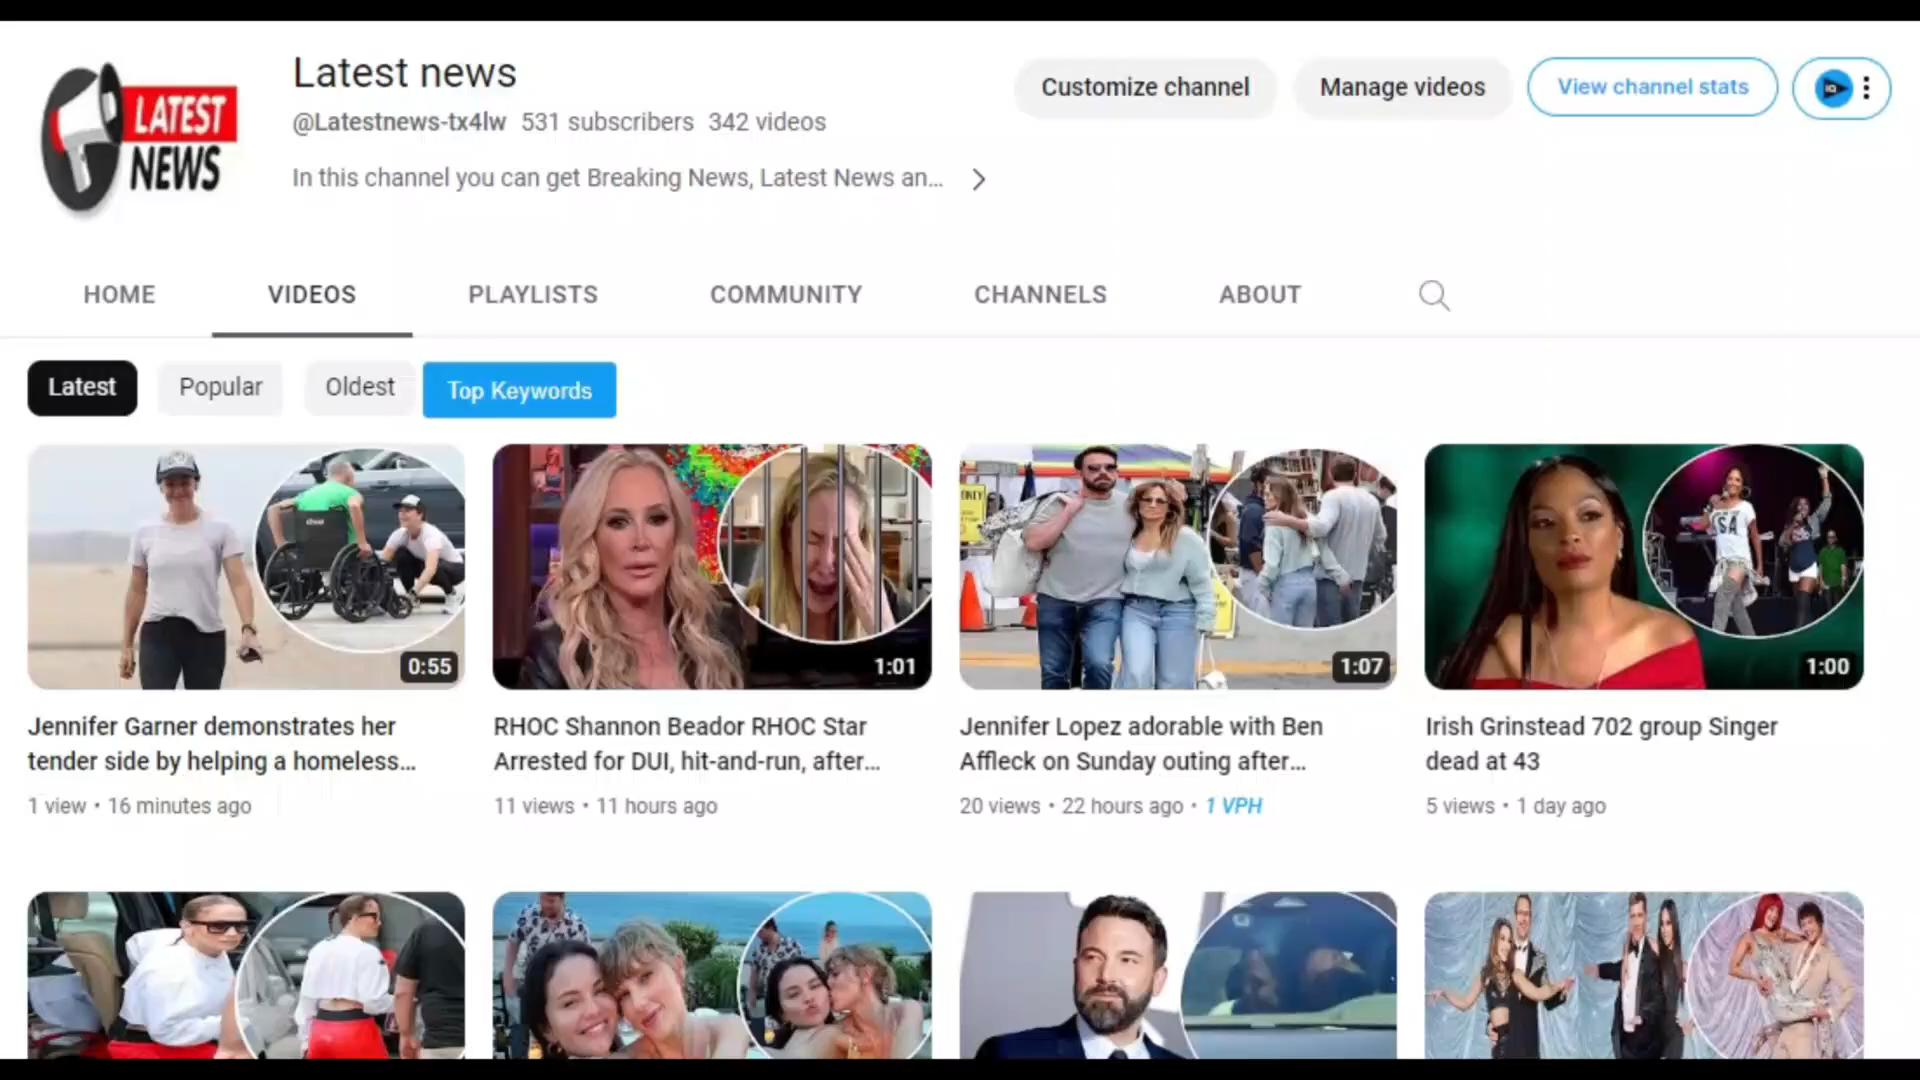 LATEST
NEWS
Latest news
@Latestnews-tx4lw 531 subscribers 342 videos
In this channel you can get Breaking News, Latest News an...
Customize channel
Manage videos
View channel stats
HOME
VIDEOS
PLAYLISTS
COMMUNITY
CHANNELS
ABOUT
Latest
Popular
Oldest
Top Keywords
0:55
1:01
1:07
SA
1:00
Jennifer Garner demonstrates her
tender side by helping a homeless...
1 view • 16 minutes ago
RHOC Shannon Beador RHOC Star
Arrested for DUI, hit-and-run, after...
11 views • 11 hours ago
Jennifer Lopez adorable with Ben
Affleck on Sunday outing after...
20 views • 22 hours ago • 1 VPH
Irish Grinstead 702 group Singer
dead at 43
5 views • 1 day ago